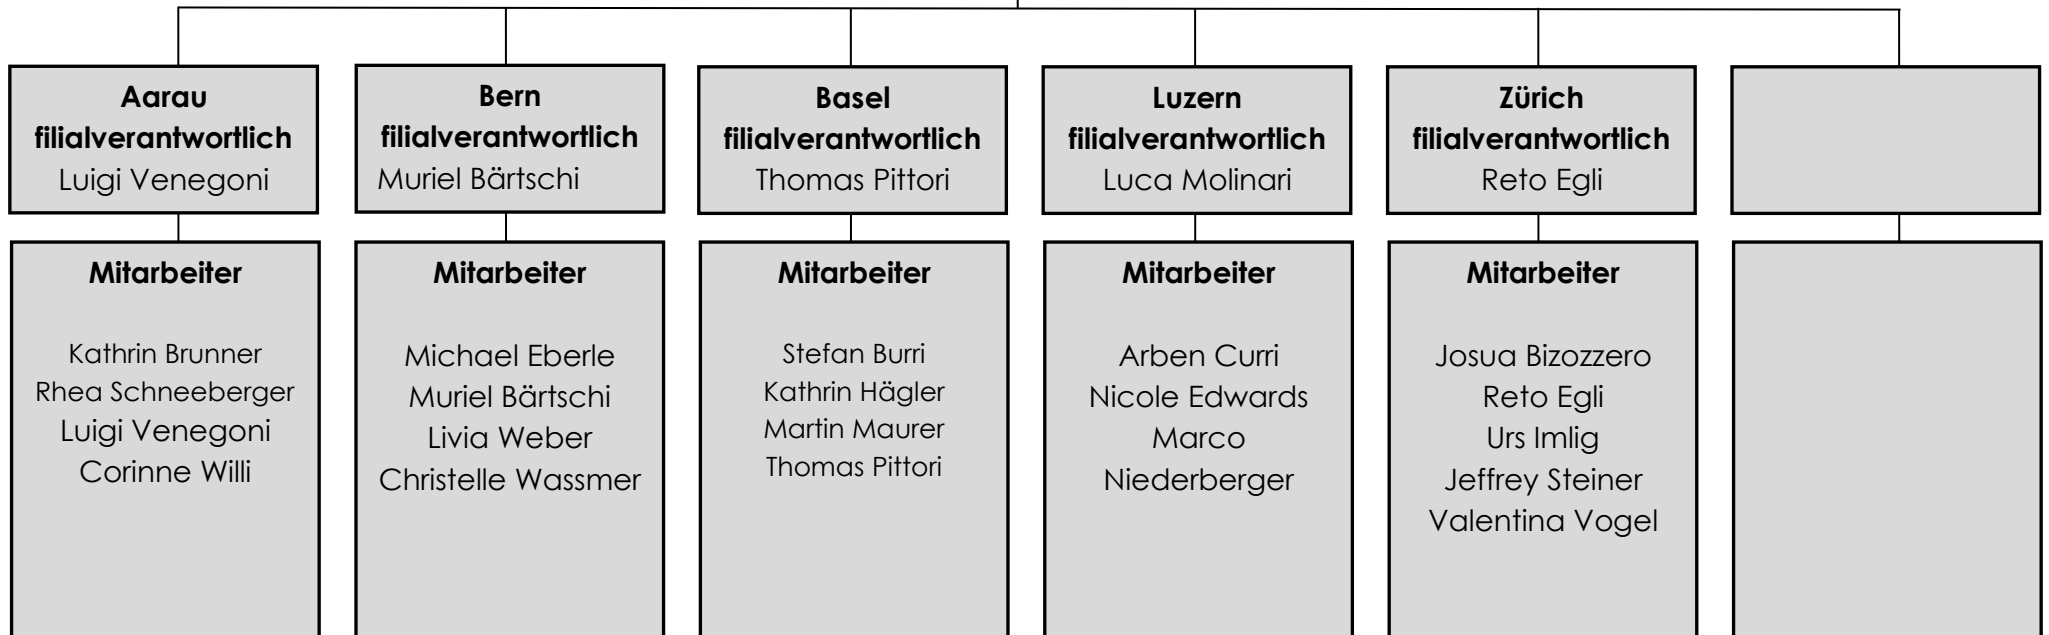 Aarau
filialverantwortlich
Luigi Venegoni
Bern
filialverantwortlich
Muriel Bärtschi
Basel
filialverantwortlich
Thomas Pittori
Luzern
filialverantwortlich
Luca Molinari
Zürich
filialverantwortlich
Reto Egli
Mitarbeiter
Kathrin Brunner
Rhea Schneeberger
Luigi Venegoni
Corinne Willi
Mitarbeiter
Michael Eberle
Muriel Bärtschi
Livia Weber
Christelle Wassmer
Mitarbeiter
Stefan Burri
Kathrin Hägler
Martin Maurer
Thomas Pittori
Mitarbeiter
Arben Curri
Nicole Edwards
Marco
Niederberger
Mitarbeiter
Josua Bizozzero
Reto Egli
Urs Imlig
Jeffrey Steiner
Valentina Vogel